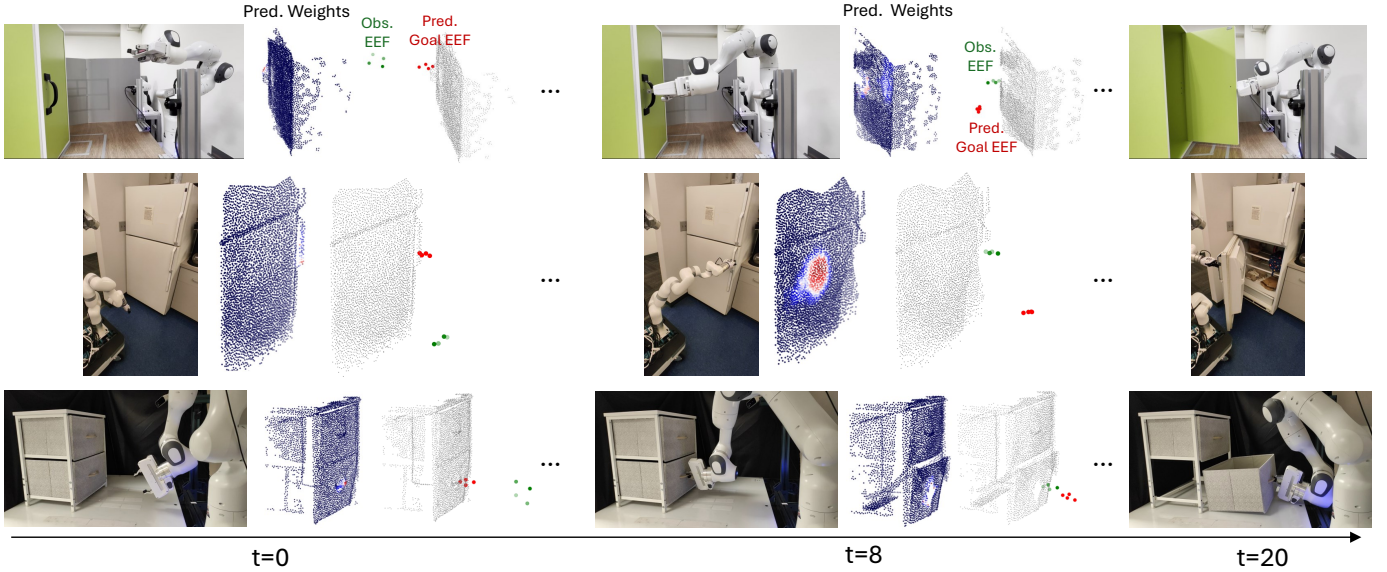 Pred. Weights
Obs.
EEF
Pred.
Goal EEF
...
Pred. Weights
Obs.
EEF
Pred.
Goal EEF
...
...
...
...
...
t=0
t=8
t=20